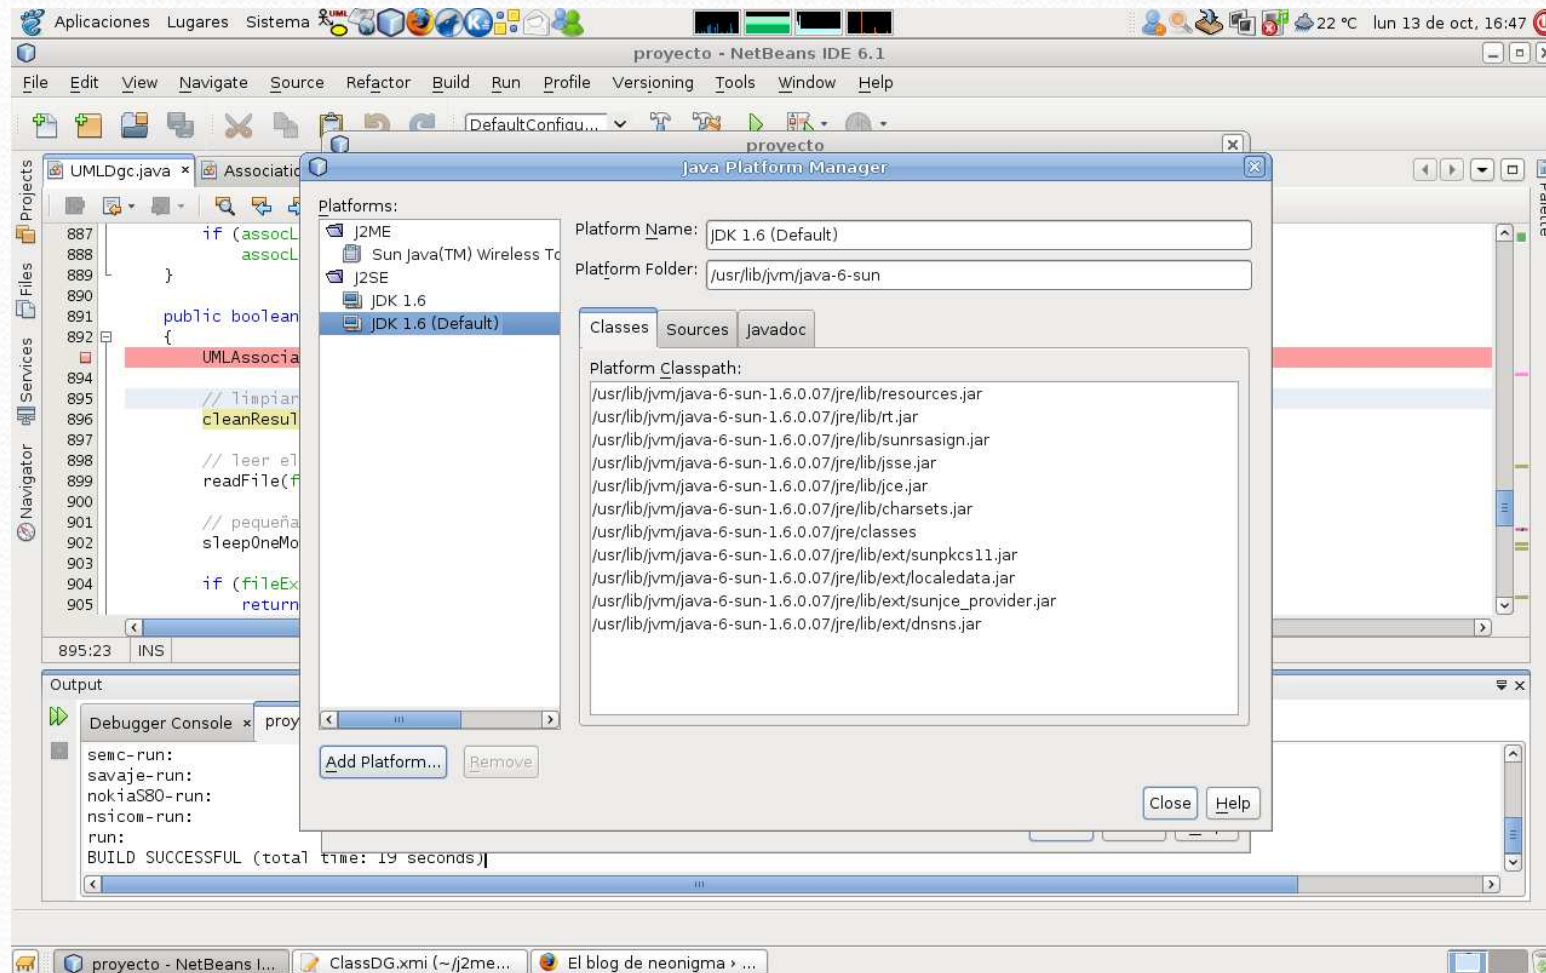 Aplicaciones Lugares Sistema
22 °C lun 13 de oct, 16:47
proyecto - NetBeans IDE 6.1
File Edit View Navigate Source Refactor Build Run Profile Versioning Tools Window Help
DefaultConfigu...
proyecto
Java Platform Manager
UMLDgc.java
Associatio
Projects
Files
Services
Navigator
Palette
887 if (assocL
888 assocL
889 }
890
891 public boolean
892 {
UMLAssocia
894
895 // limpiar
896 cleanResul
897
898 // leer el
899 readFile(f
900
901 // pequeña
902 sleepOneMo
903
904 if (fileEx
905 return
895:23 INS
Platforms:
J2ME
Sun Java(TM) Wireless To
J2SE
JDK 1.6
JDK 1.6 (Default)
Add Platform...
Remove
Platform Name: JDK 1.6 (Default)
Platform Folder: /usr/lib/jvm/java-6-sun
Classes Sources Javadoc
Platform Classpath:
/usr/lib/jvm/java-6-sun-1.6.0.07/jre/lib/resources.jar
/usr/lib/jvm/java-6-sun-1.6.0.07/jre/lib/rt.jar
/usr/lib/jvm/java-6-sun-1.6.0.07/jre/lib/sunrsasign.jar
/usr/lib/jvm/java-6-sun-1.6.0.07/jre/lib/jsse.jar
/usr/lib/jvm/java-6-sun-1.6.0.07/jre/lib/jce.jar
/usr/lib/jvm/java-6-sun-1.6.0.07/jre/lib/charsets.jar
/usr/lib/jvm/java-6-sun-1.6.0.07/jre/classes
/usr/lib/jvm/java-6-sun-1.6.0.07/jre/lib/ext/sunpkcs11.jar
/usr/lib/jvm/java-6-sun-1.6.0.07/jre/lib/ext/localedata.jar
/usr/lib/jvm/java-6-sun-1.6.0.07/jre/lib/ext/sunjce_provider.jar
/usr/lib/jvm/java-6-sun-1.6.0.07/jre/lib/ext/dnsns.jar
Close Help
Output
Debugger Console
proy
semc-run:
savaje-run:
nokiaS80-run:
nsicom-run:
run:
BUILD SUCCESSFUL (total time: 19 seconds)
proyecto - NetBeans I...
ClassDG.xmi (~/j2me...
El blog de neonigma › ...